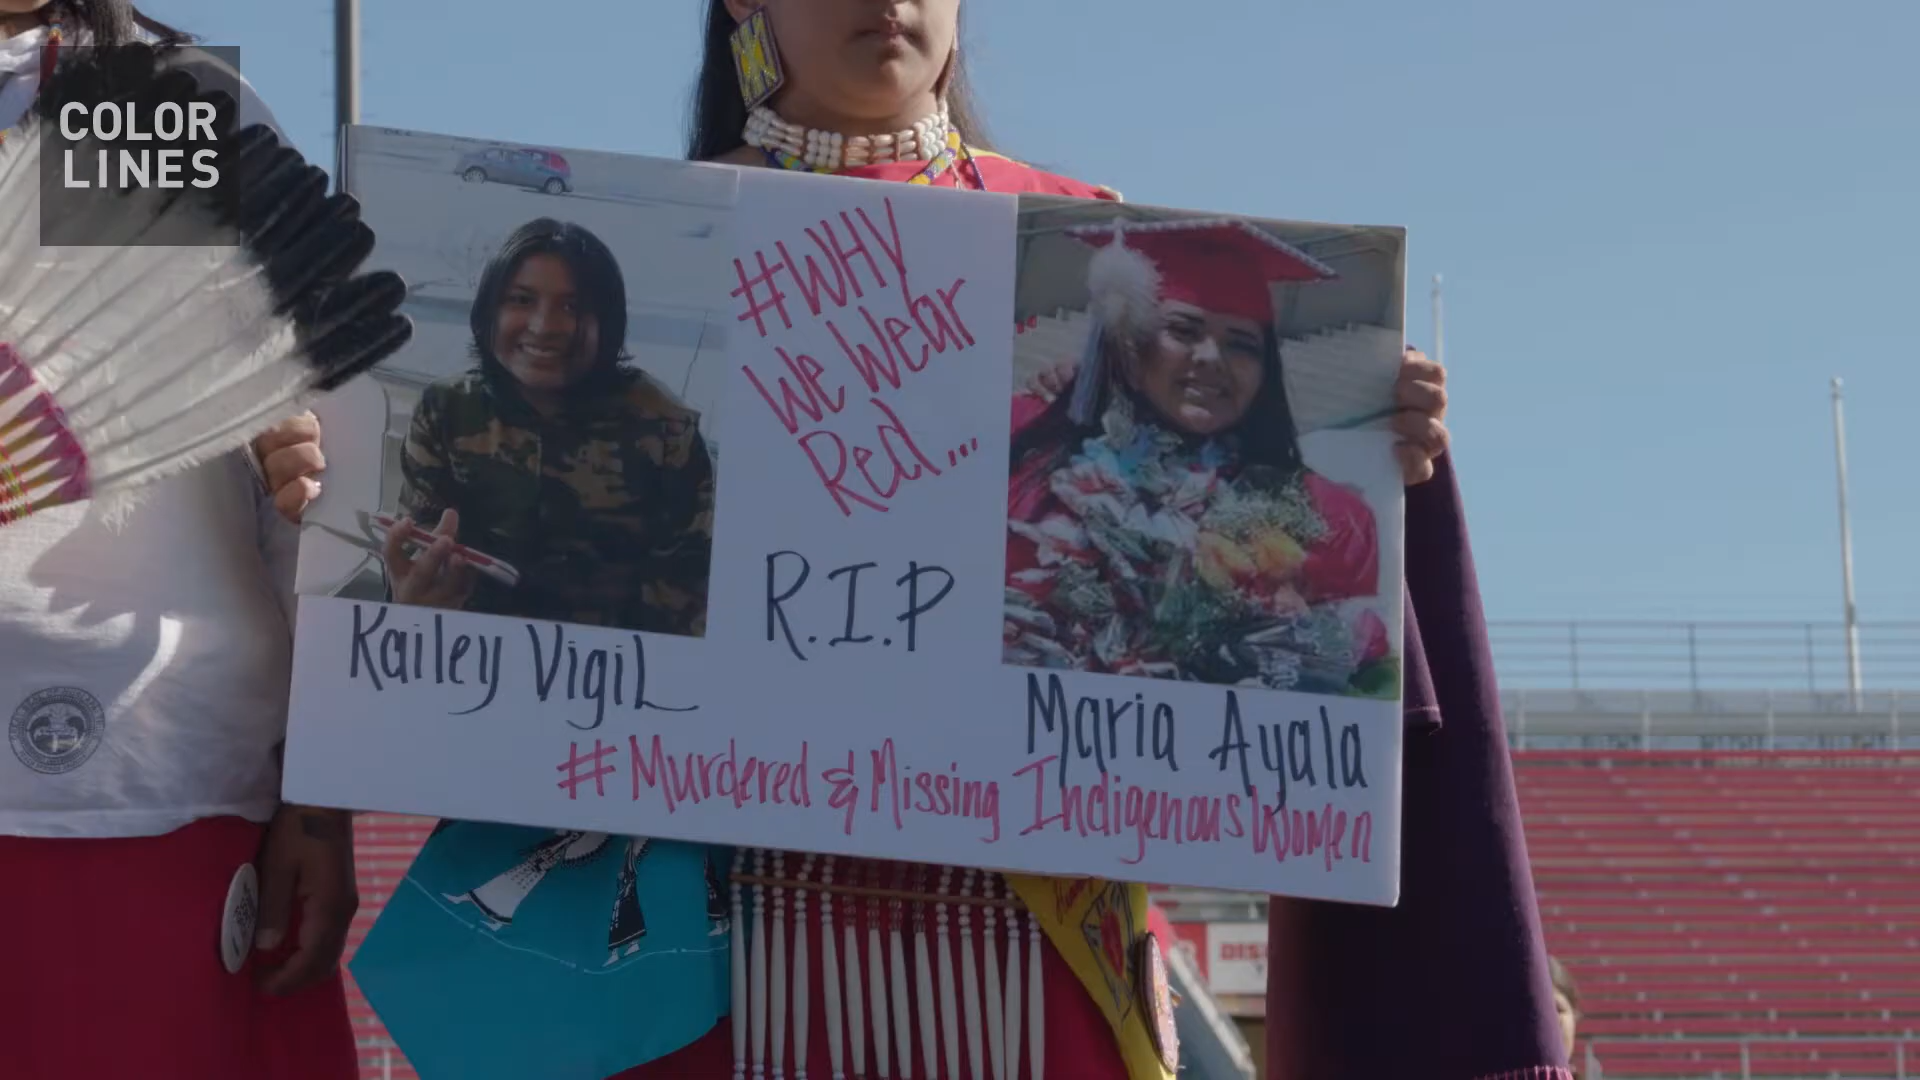 COLOR
LINES
#WHY
We Wear
Red...
R.I.P
Kailey Vigil
Maria Ayala
#Murdered & Missing Indigenous Women